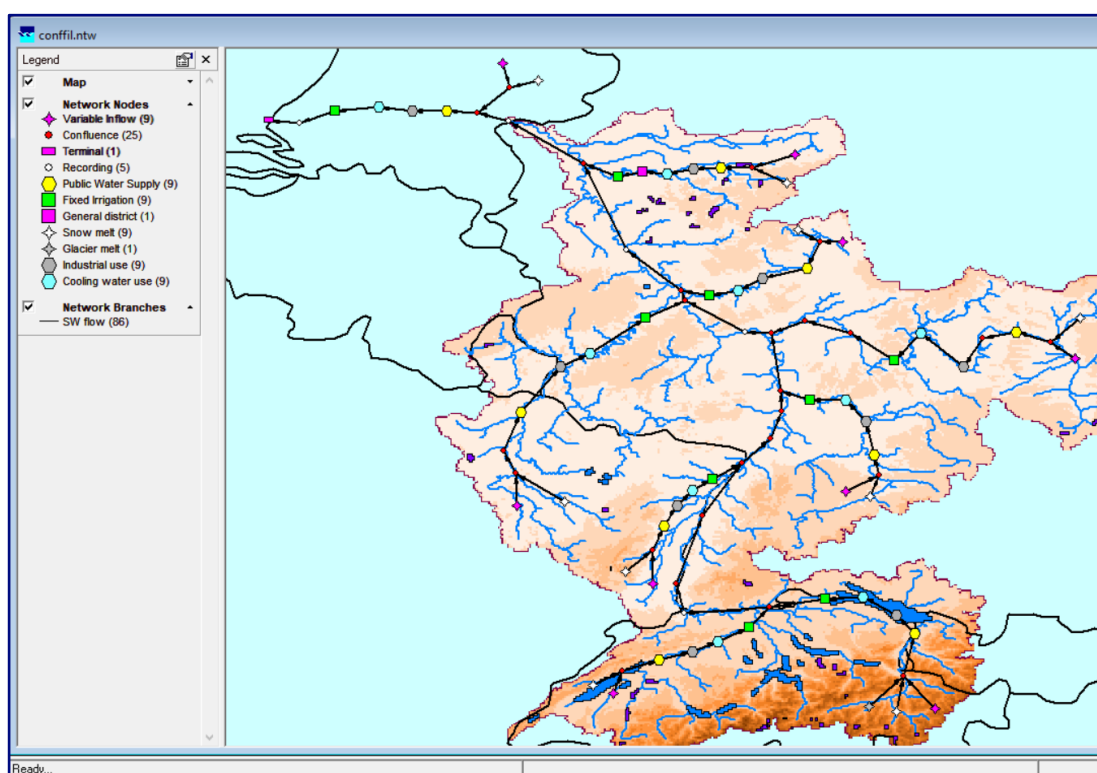 conffil.ntw
Legend
Map
Network Nodes
Variable Inflow (9)
Confluence (25)
Terminal (1)
Recording (5)
Public Water Supply (9)
Fixed Irrigation (9)
General district (1)
Snow melt (9)
Glacier melt (1)
Industrial use (9)
Cooling water use (9)
Network Branches
SW flow (86)
Ready...